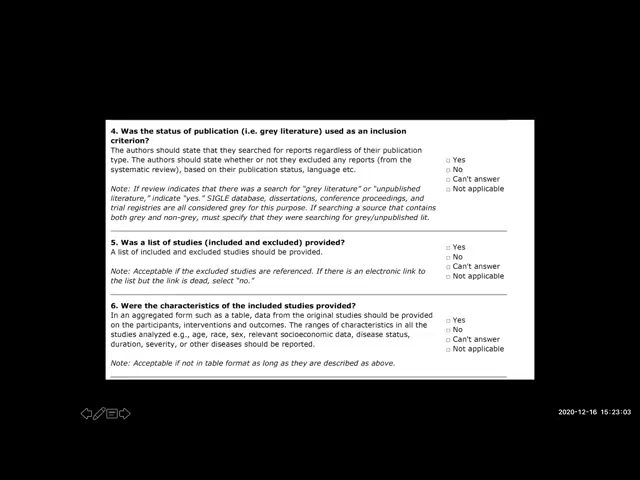 4. Was the status of publication (i.e. grey literature) used as an inclusion
criterion?
The authors should state that they searched for reports regardless of their publication
type. The authors should state whether or not they excluded any reports (from the
systematic review), based on their publication status, language etc.
Note: If review indicates that there was a search for “grey literature” or “unpublished
literature,” indicate “yes.” SIGLE database, dissertations, conference proceedings, and
trial registries are all considered grey for this purpose. If searching a source that contains
both grey and non-grey, must specify that they were searching for grey/unpublished lit.
□ Yes
□ No
□ Can't answer
□ Not applicable
5. Was a list of studies (included and excluded) provided?
A list of included and excluded studies should be provided.
Note: Acceptable if the excluded studies are referenced. If there is an electronic link to
the list but the link is dead, select “no.”
□ Yes
□ No
□ Can't answer
□ Not applicable
6. Were the characteristics of the included studies provided?
In an aggregated form such as a table, data from the original studies should be provided
on the participants, interventions and outcomes. The ranges of characteristics in all the
studies analyzed e.g., age, race, sex, relevant socioeconomic data, disease status,
duration, severity, or other diseases should be reported.
Note: Acceptable if not in table format as long as they are described as above.
□ Yes
□ No
□ Can't answer
□ Not applicable
2020-12-16 15:23:03